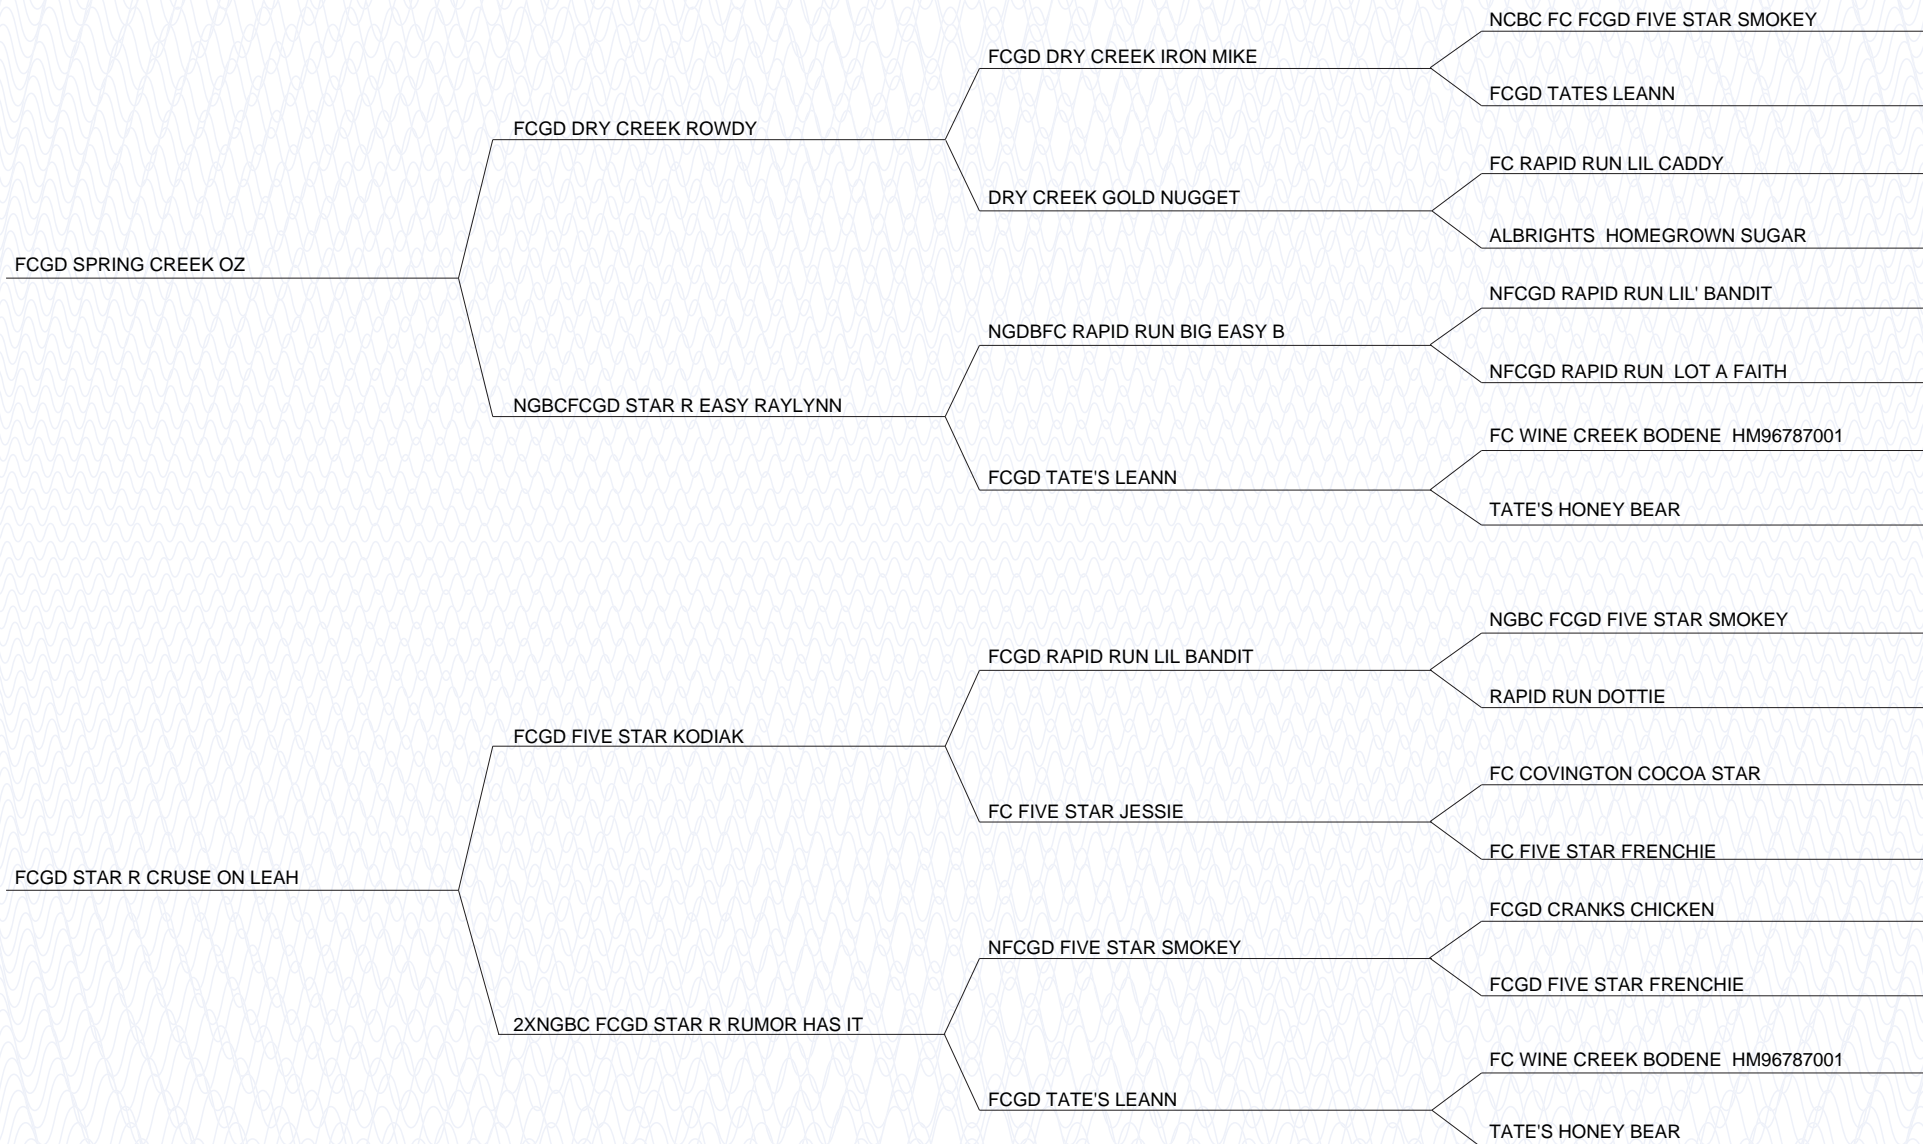 NCBC FC FCGD FIVE STAR SMOKEY
FCGD DRY CREEK IRON MIKE
FCGD TATES LEANN
FCGD DRY CREEK ROWDY
FC RAPID RUN LIL CADDY
DRY CREEK GOLD NUGGET
ALBRIGHTS  HOMEGROWN SUGAR
FCGD SPRING CREEK OZ
NFCGD RAPID RUN LIL' BANDIT
NGDBFC RAPID RUN BIG EASY B
NFCGD RAPID RUN  LOT A FAITH
NGBCFCGD STAR R EASY RAYLYNN
FC WINE CREEK BODENE  HM96787001
FCGD TATE'S LEANN
TATE'S HONEY BEAR
NGBC FCGD FIVE STAR SMOKEY
FCGD RAPID RUN LIL BANDIT
RAPID RUN DOTTIE
FCGD FIVE STAR KODIAK
FC COVINGTON COCOA STAR
FC FIVE STAR JESSIE
FC FIVE STAR FRENCHIE
FCGD STAR R CRUSE ON LEAH
FCGD CRANKS CHICKEN
NFCGD FIVE STAR SMOKEY
FCGD FIVE STAR FRENCHIE
2XNGBC FCGD STAR R RUMOR HAS IT
FC WINE CREEK BODENE  HM96787001
FCGD TATE'S LEANN
TATE'S HONEY BEAR